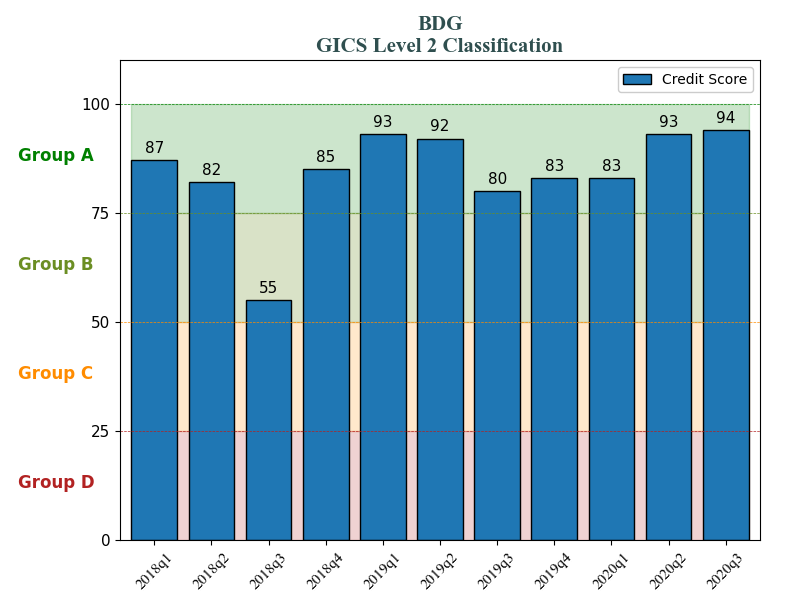 BDG
GICS Level 2 Classification
Credit Score
100
75
50
25
0
Group A
Group B
Group C
Group D
87
82
55
85
93
92
80
83
83
93
94
2018q1
2018q2
2018q3
2018q4
2019q1
2019q2
2019q3
2019q4
2020q1
2020q2
2020q3